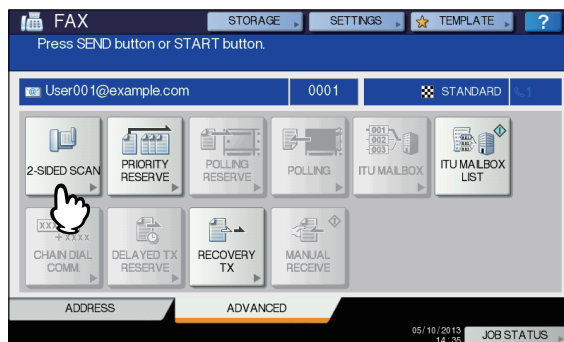 FAX
STORAGE
SETTINGS
TEMPLATE
?
Press SEND button or START button.
User001@example.com
0001
STANDARD
1
2-SIDED SCAN
PRIORITY
RESERVE
POLLING
RESERVE
POLLING
001
002
003
ITU MAILBOX
ITU MAILBOX
LIST
XXX
+ XXXX
CHAIN DIAL
COMM.
DELAYED TX
RESERVE
RECOVERY
TX
MANUAL
RECEIVE
ADDRESS
ADVANCED
05/10/2013
14:35
JOB STATUS